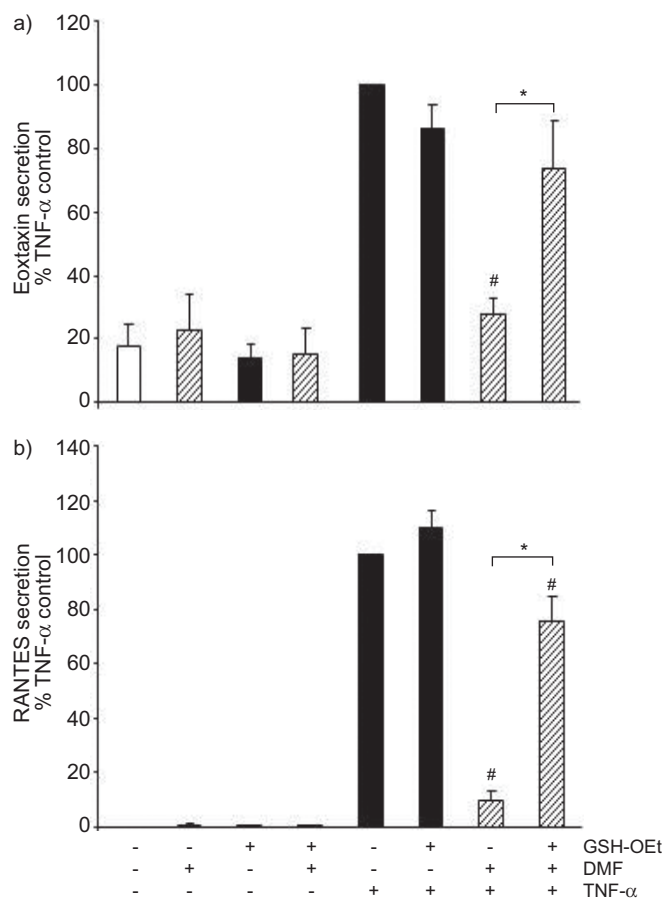 a)
120
100
80
60
40
20
0
Eoxtaxin secretion
% TNF-α control
*
#
b)
140
120
100
80
60
40
20
0
RANTES secretion
% TNF-α control
*
#
#
- - + + - + - + GSH-OEt
- + - + - - + + DMF
- - - - + + + + TNF-α